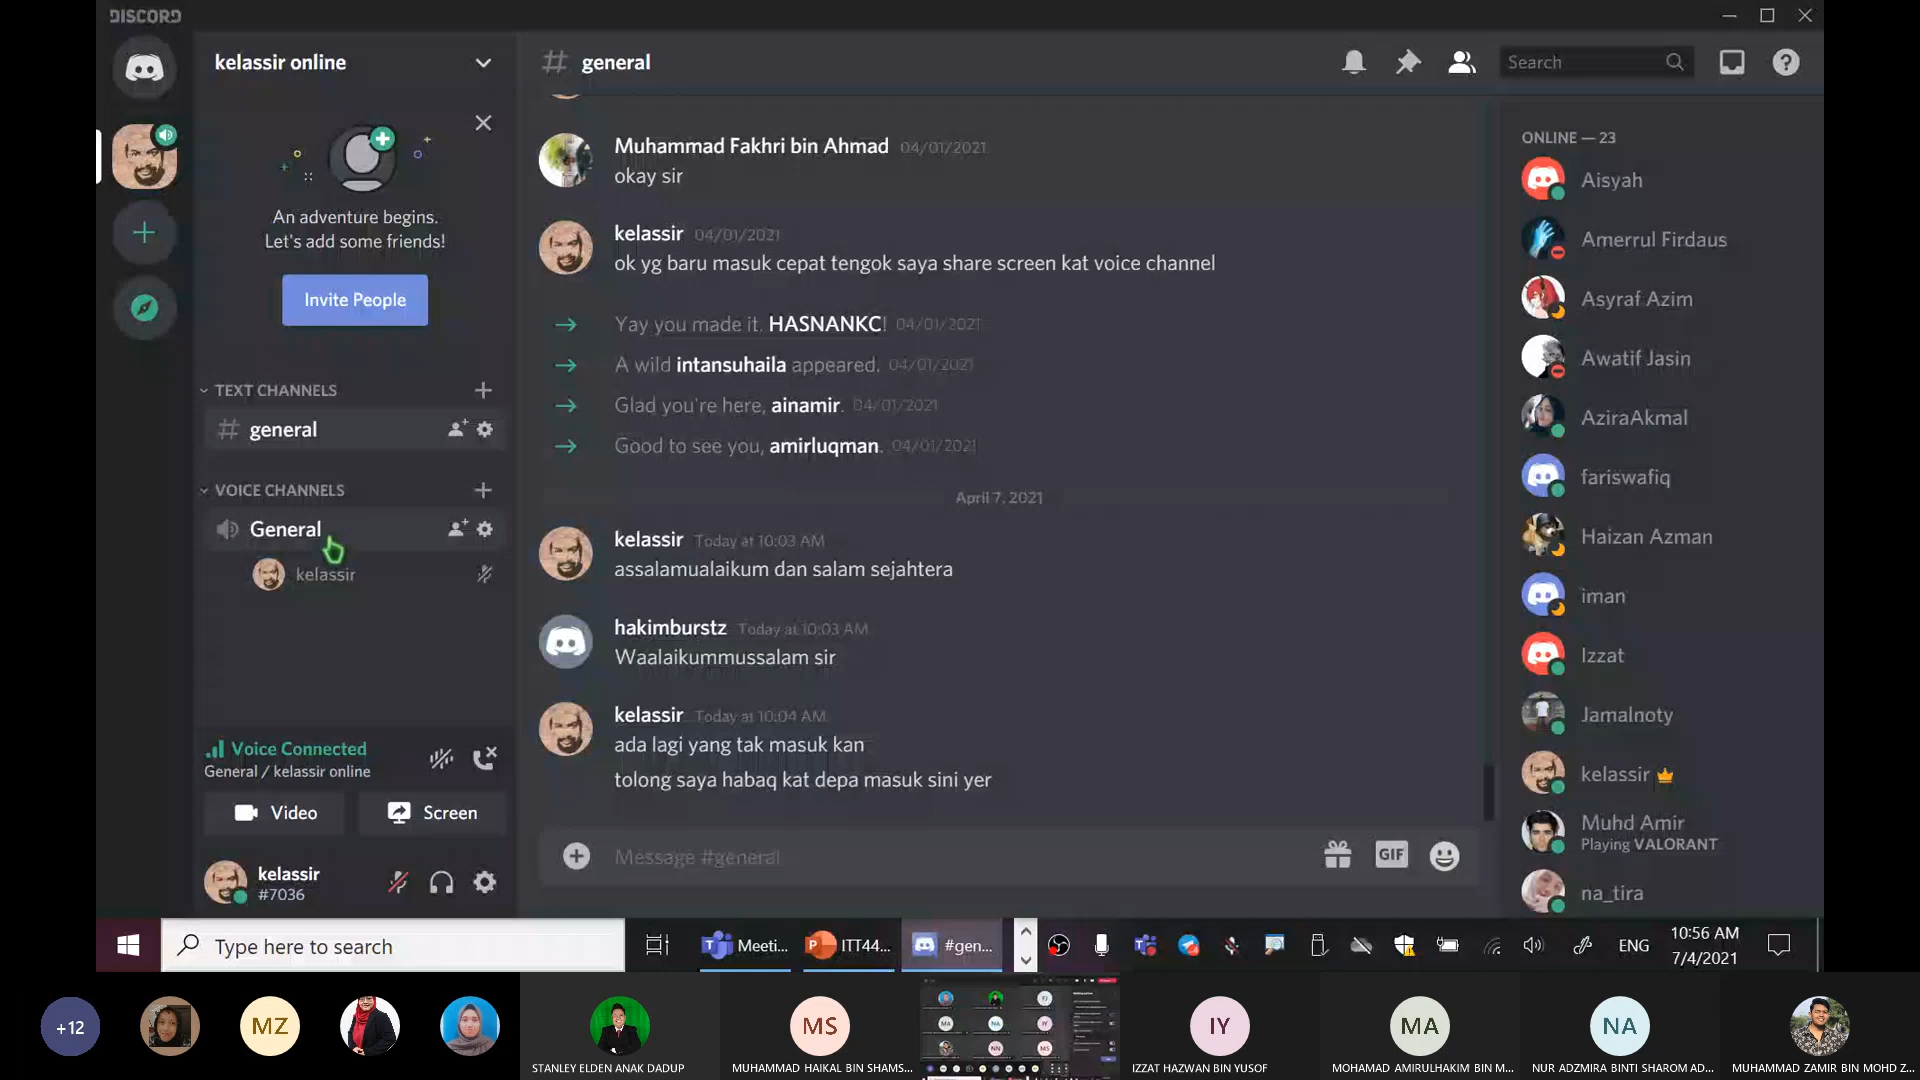 DISCORD
kelassir online
general
Search
An adventure begins.
Let's add some friends!
Invite People
TEXT CHANNELS
general
VOICE CHANNELS
General
kelassir
Voice Connected
General / kelassir online
Video
Screen
kelassir
#7036
Muhammad Fakhri bin Ahmad 04/01/2021
okay sir
kelassir 04/01/2021
ok yg baru masuk cepat tengok saya share screen kat voice channel
Yay you made it, HASNANKC! 04/01/2021
A wild intansuhaila appeared. 04/01/2021
Glad you're here, ainamir. 04/01/2021
Good to see you, amirluqman. 04/01/2021
April 7, 2021
kelassir Today at 10:03 AM
assalamualaikum dan salam sejahtera
hakimburstz Today at 10:03 AM
Waalaikummussalam sir
kelassir Today at 10:04 AM
ada lagi yang tak masuk kan
tolong saya habaq kat depa masuk sini yer
Message #general
GIF
ONLINE — 23
Aisyah
Amerrul Firdaus
Asyraf Azim
Awatif Jasin
AziraAkmal
fariswafiq
Haizan Azman
iman
Izzat
Jamalnoty
kelassir
Muhd Amir
Playing VALORANT
na_tira
Type here to search
Meeti...
ITT44...
#gen...
ENG
10:56 AM
7/4/2021
+12
MZ
STANLEY ELDEN ANAK DADUP
MS
MUHAMMAD HAIKAL BIN SHAMS...
IY
IZZAT HAZWAN BIN YUSOF
MA
MOHAMAD AMIRULHAKIM BIN M...
NA
NUR ADZMIRA BINTI SHAROM AD...
MUHAMMAD ZAMIR BIN MOHD Z...